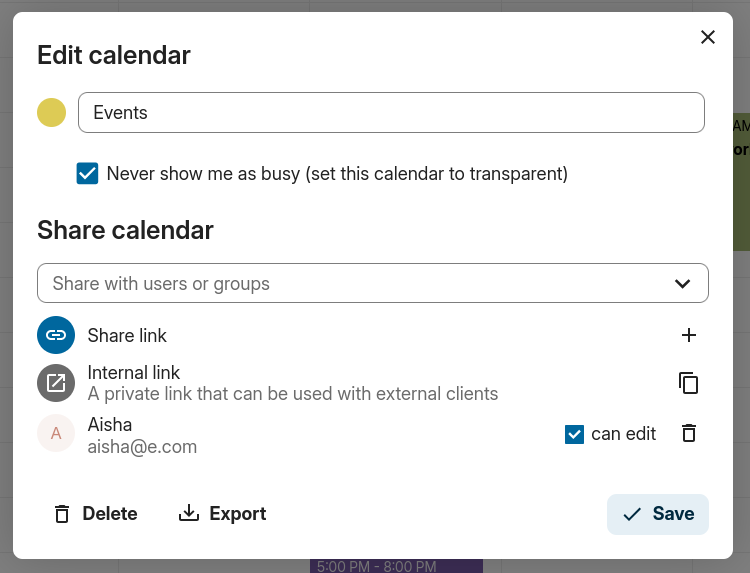 Edit calendar
AM
Events
or
Never show me as busy (set this calendar to transparent)
Share calendar
Share with users or groups
Share link
Internal link
A private link that can be used with external clients
A
Aisha
aisha@e.com
can edit
Delete
Export
Save
5:00 PM - 8:00 PM